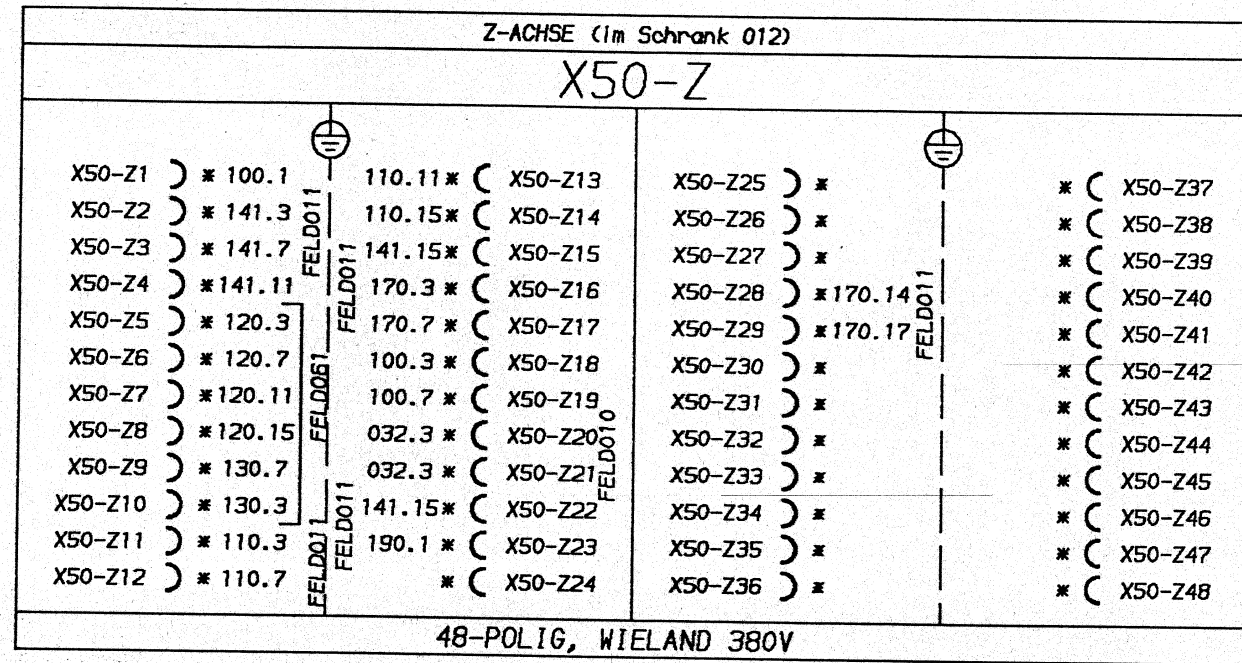 Z-ACHSE (im Schrank 012)
X50-Z
X50-Z1 * 100.1
X50-Z2 * 141.3
X50-Z3 * 141.7
X50-Z4 * 141.11
X50-Z5 * 120.3
X50-Z6 * 120.7
X50-Z7 * 120.11
X50-Z8 * 120.15
X50-Z9 * 130.7
X50-Z10 * 130.3
X50-Z11 * 110.3
X50-Z12 * 110.7
FELD011
FELD061
FELD011
FELD011
FELD011
110.11 * X50-Z13
110.15 * X50-Z14
141.15 * X50-Z15
170.3 * X50-Z16
170.7 * X50-Z17
100.3 * X50-Z18
100.7 * X50-Z19
032.3 * X50-Z20
032.3 * X50-Z21
141.15 * X50-Z22
190.1 * X50-Z23
* X50-Z24
FELD010
X50-Z25 *
X50-Z26 *
X50-Z27 *
X50-Z28 * 170.14
X50-Z29 * 170.17
X50-Z30 *
X50-Z31 *
X50-Z32 *
X50-Z33 *
X50-Z34 *
X50-Z35 *
X50-Z36 *
FELD011
* X50-Z37
* X50-Z38
* X50-Z39
* X50-Z40
* X50-Z41
* X50-Z42
* X50-Z43
* X50-Z44
* X50-Z45
* X50-Z46
* X50-Z47
* X50-Z48
48-POLIG, WIELAND 380V